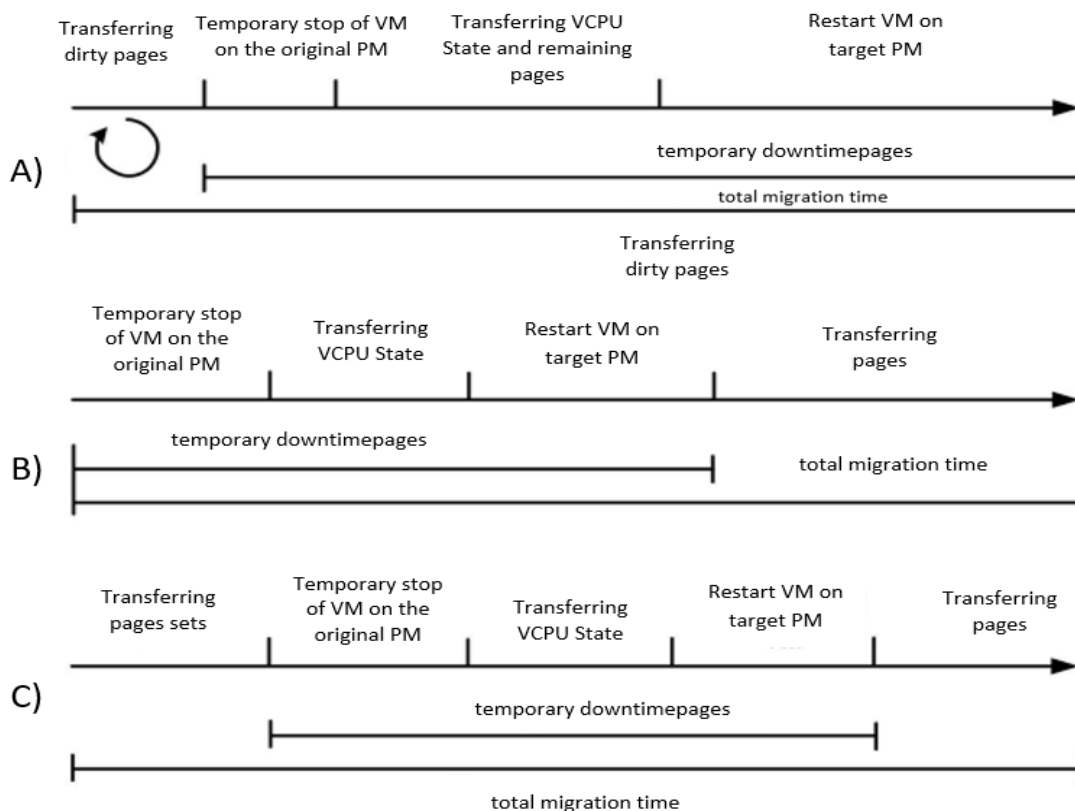 Transferring
dirty pages
Temporary stop of VM
on the original PM
Transferring VCPU
State and remaining
pages
Restart VM on
target PM
A)
temporary downtimepages
total migration time
Transferring
dirty pages
Temporary stop
of VM on the
original PM
Transferring
VCPU State
Restart VM on
target PM
Transferring
pages
B)
temporary downtimepages
total migration time
Transferring
pages sets
Temporary stop
of VM on the
original PM
Transferring
VCPU State
Restart VM on
target PM
Transferring
pages
C)
temporary downtimepages
total migration time